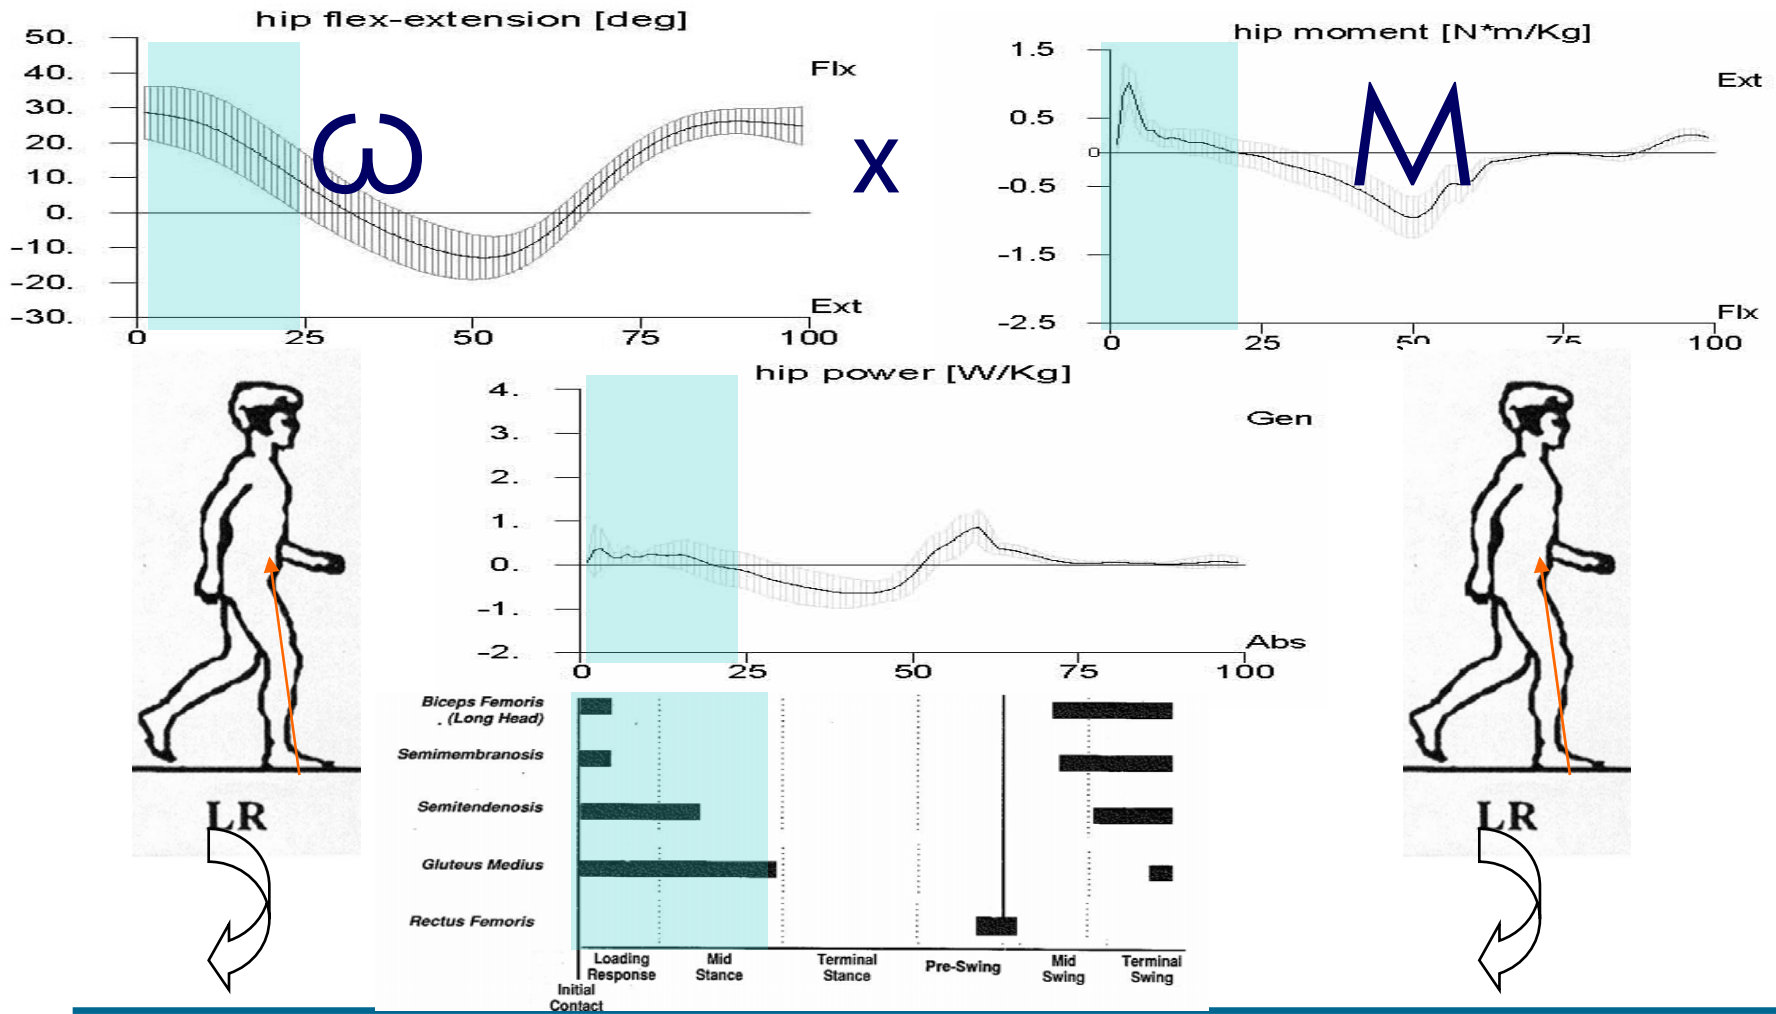 hip flex-extension [deg]
50.
40.
30.
20.
10.
0.
-10.
-20.
-30.
Flx
Ext
0 25 50 75 100
ω
x
hip moment [N*m/Kg]
1.5
0.5
0
-0.5
-1.5
-2.5
Ext
Flx
M
0 25 50 75 100
hip power [W/Kg]
4.
3.
2.
1.
0.
-1.
-2.
Gen
Abs
0 25 50 75 100
LR
LR
Biceps Femoris
(Long Head)
Semimembranosis
Semitendenosis
Gluteus Medius
Rectus Femoris
Initial
Contact
Loading
Response
Mid
Stance
Terminal
Stance
Pre-Swing
Mid
Swing
Terminal
Swing